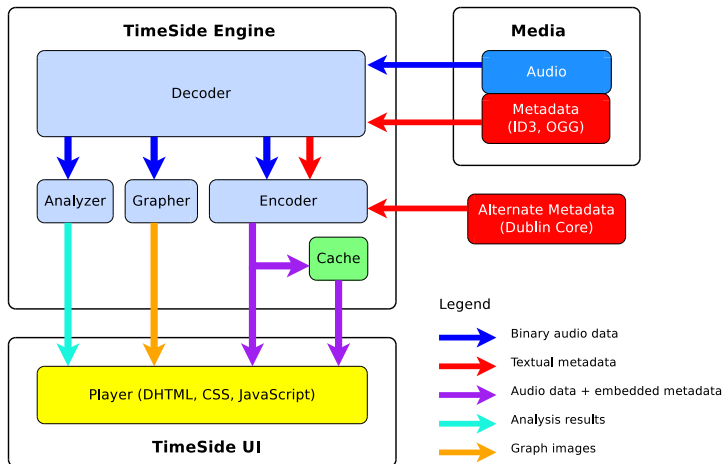 TimeSide Engine
Media
Decoder
Audio
Metadata
(ID3, OGG)
Analyzer
Grapher
Encoder
Alternate Metadata
(Dublin Core)
Cache
Legend
Binary audio data
Textual metadata
Audio data + embedded metadata
Analysis results
Graph images
Player (DHTML, CSS, JavaScript)
TimeSide UI